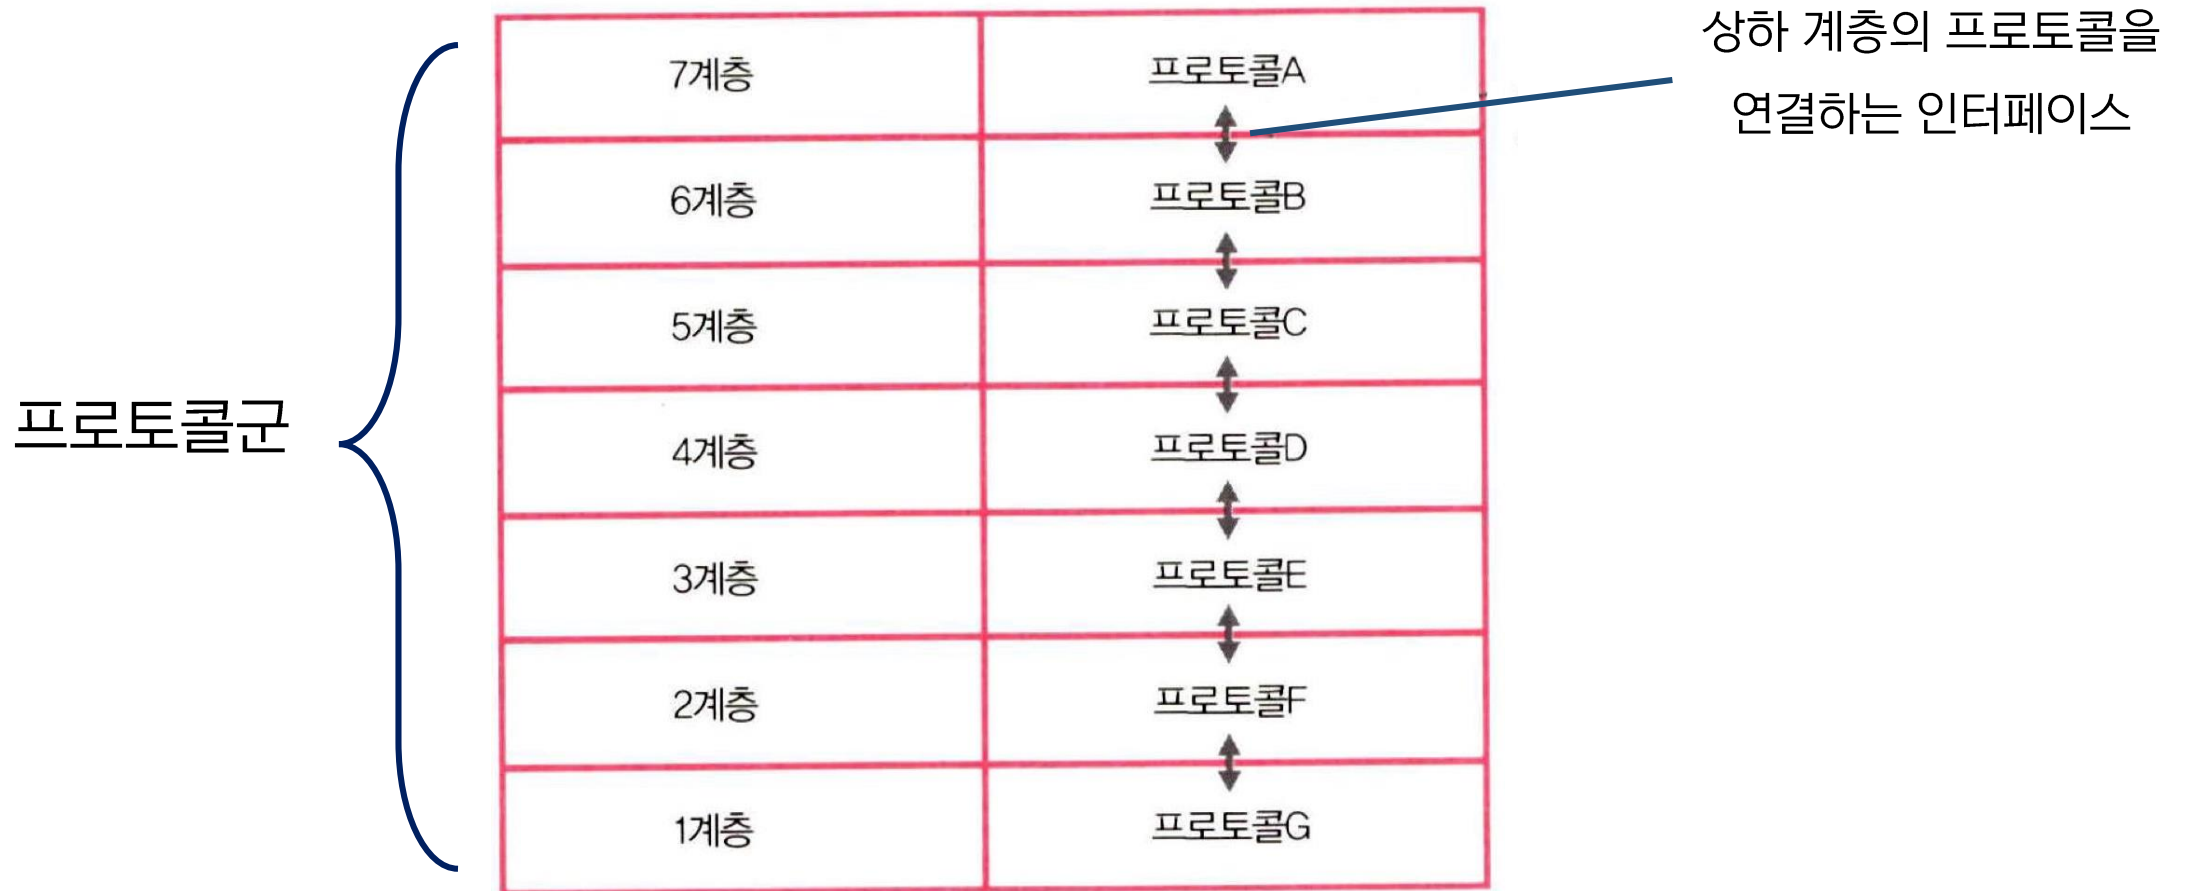 상하 계층의 프로토콜을
연결하는 인터페이스
프로토콜군
7계층 프로토콜A
6계층 프로토콜B
5계층 프로토콜C
4계층 프로토콜D
3계층 프로토콜E
2계층 프로토콜F
1계층 프로토콜G